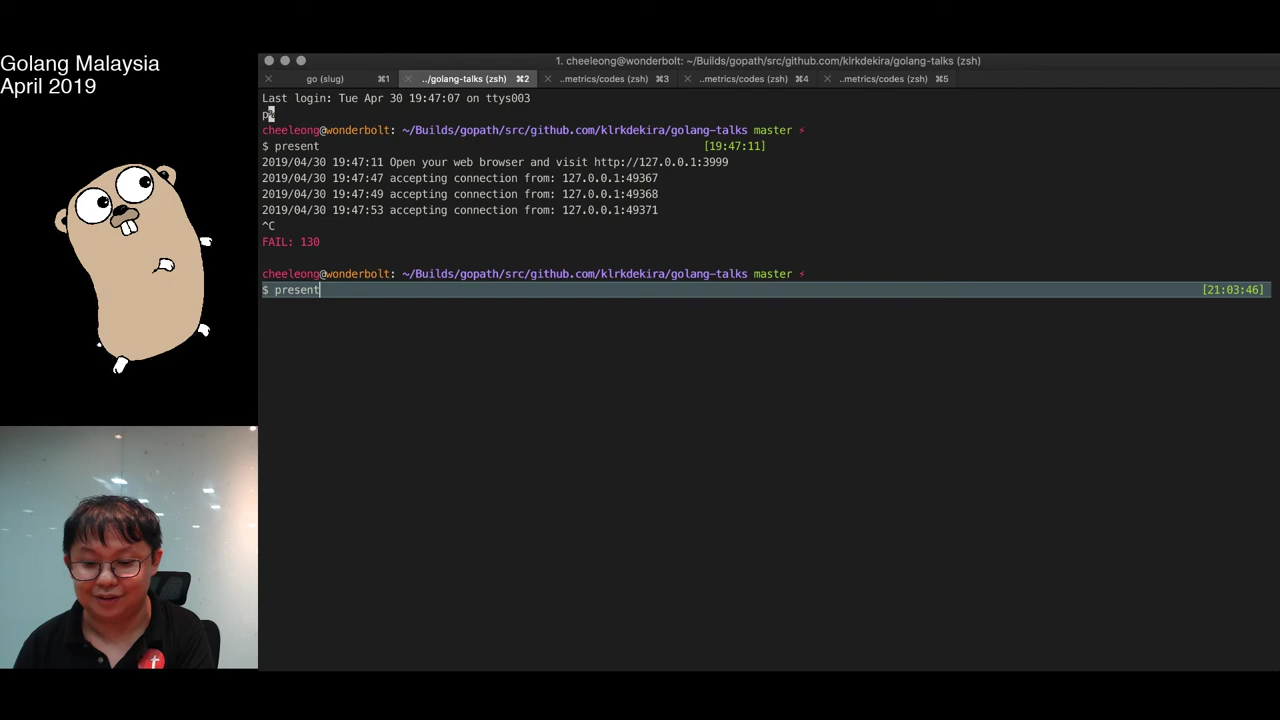 Golang Malaysia
April 2019
1. cheeleong@wonderbolt: ~/Builds/gopath/src/github.com/klrkdekira/golang-talks (zsh)
go (slug) ⌘1 ../golang-talks (zsh) ⌘2 ..metrics/codes (zsh) ⌘3 ..metrics/codes (zsh) ⌘4 ..metrics/codes (zsh) ⌘5
Last login: Tue Apr 30 19:47:07 on ttys003
p%
cheeleong@wonderbolt: ~/Builds/gopath/src/github.com/klrkdekira/golang-talks master ⚡
$ present [19:47:11]
2019/04/30 19:47:11 Open your web browser and visit http://127.0.0.1:3999
2019/04/30 19:47:47 accepting connection from: 127.0.0.1:49367
2019/04/30 19:47:49 accepting connection from: 127.0.0.1:49368
2019/04/30 19:47:53 accepting connection from: 127.0.0.1:49371
^C
FAIL: 130
cheeleong@wonderbolt: ~/Builds/gopath/src/github.com/klrkdekira/golang-talks master ⚡
$ present [21:03:46]